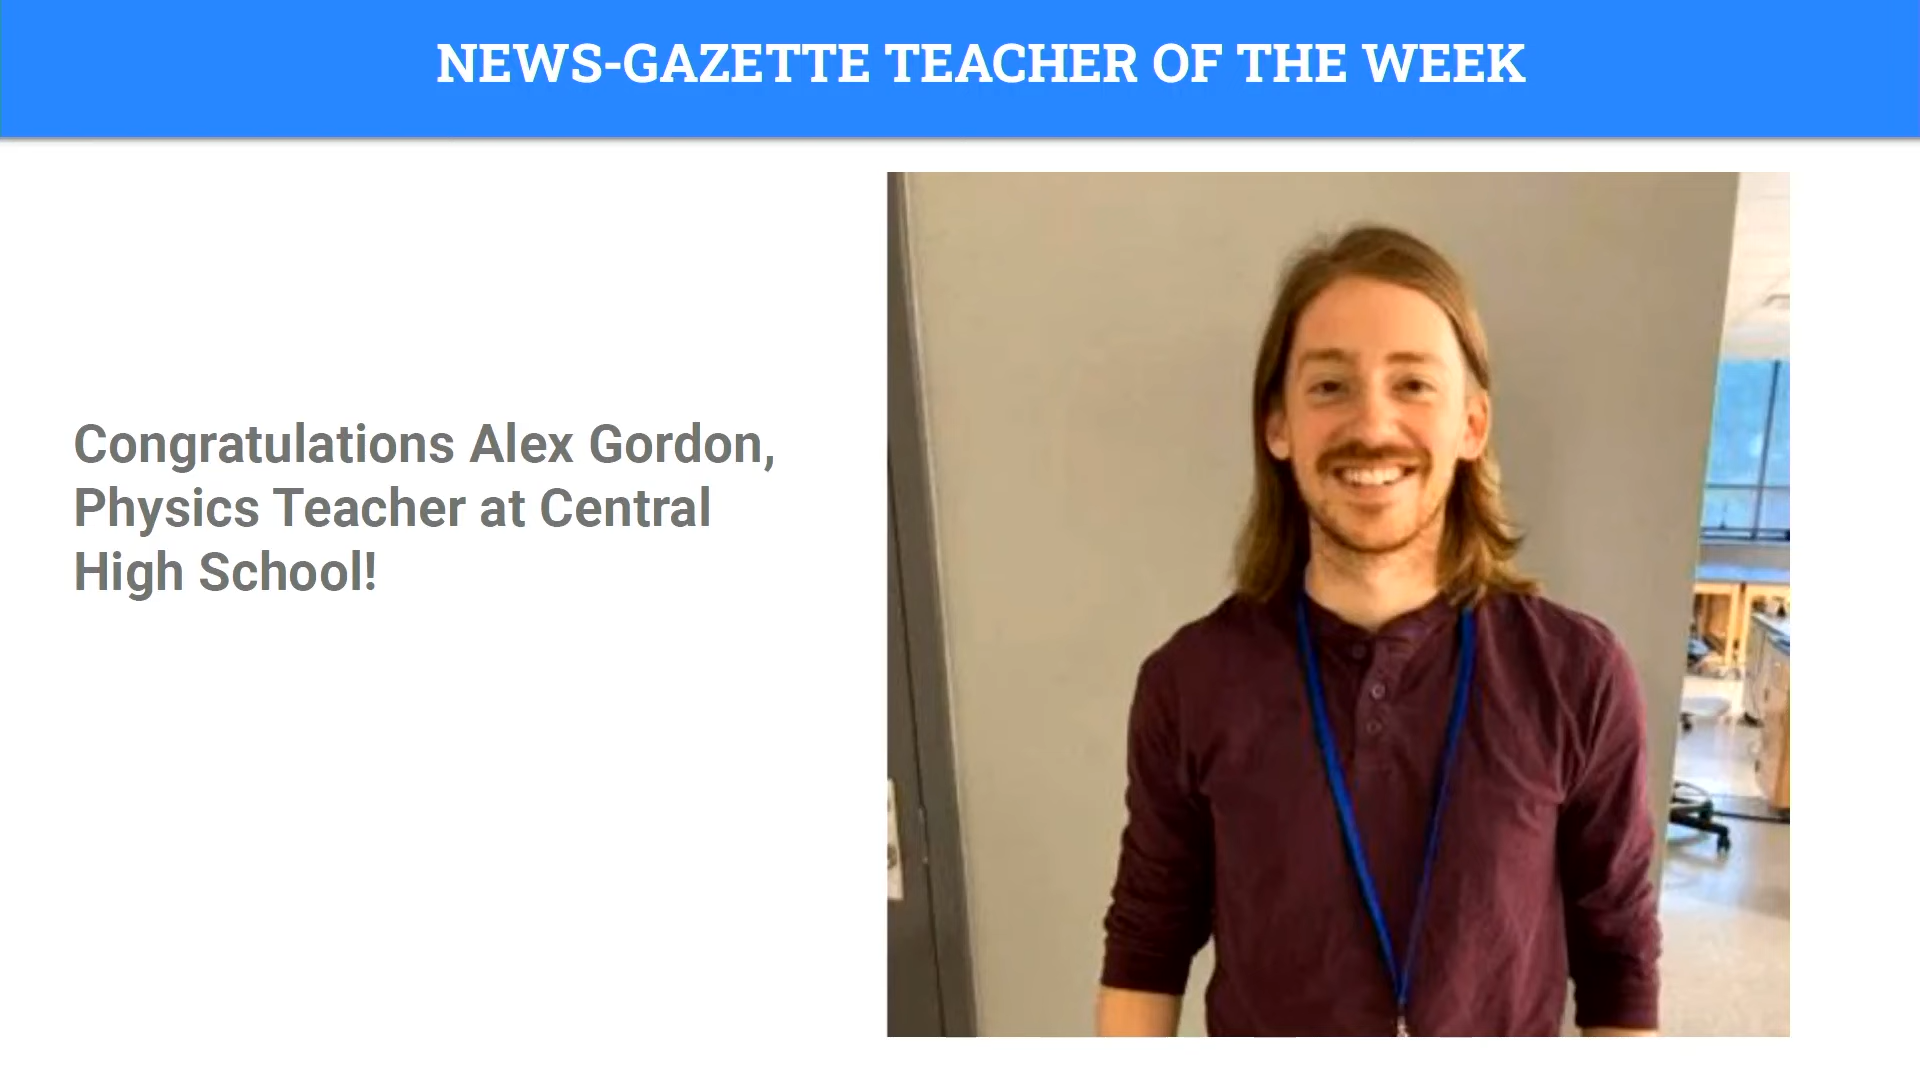 NEWS-GAZETTE TEACHER OF THE WEEK
Congratulations Alex Gordon,
Physics Teacher at Central
High School!